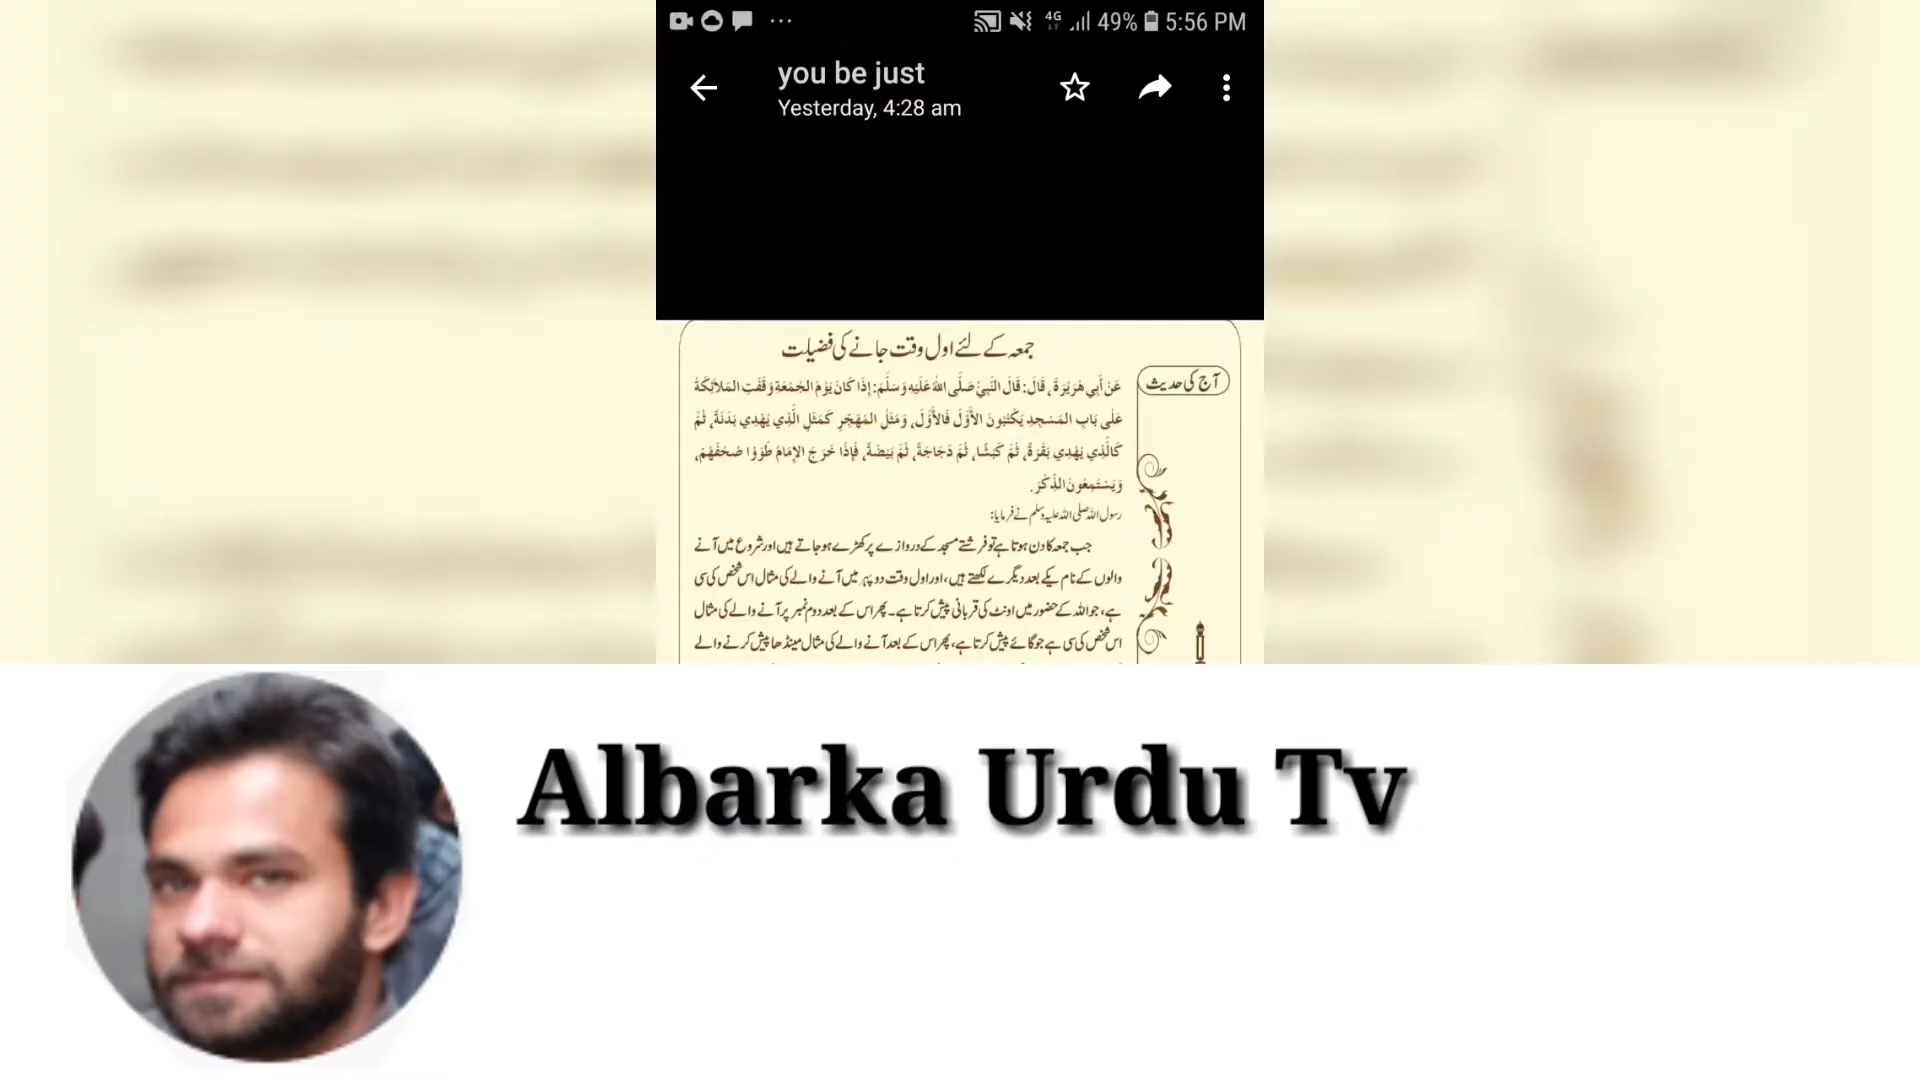 4G 49% 5:56 PM
you be just
Yesterday, 4:28 am
جمعہ کے لئے اول وقت جانے کی فضیلت
آج کی حدیث
عَنْ أَبِي هُرَيْرَةَ، قَالَ: قَالَ النَّبِيُّ صَلَّى اللهُ عَلَيْهِ وَسَلَّمَ: إِذَا كَانَ يَوْمُ الجُمُعَةِ وَقَفَتِ المَلاَئِكَةُ
عَلَى بَابِ المَسْجِدِ يَكْتُبُونَ الأَوَّلَ فَالأَوَّلَ، وَمَثَلُ المُهَجِّرِ كَمَثَلِ الَّذِي يُهْدِي بَدَنَةً، ثُمَّ
كَالَّذِي يُهْدِي بَقَرَةً، ثُمَّ كَبْشًا، ثُمَّ دَجَاجَةً، ثُمَّ بَيْضَةً، فَإِذَا خَرَجَ الإِمَامُ طَوَوْا صُحُفَهُمْ،
وَيَسْتَمِعُونَ الذِّكْرَ.
رسول اللہ صلی اللہ علیہ وسلم نے فرمایا:
جب جمعہ کا دن ہوتا ہے تو فرشتے مسجد کے دروازے پر کھڑے ہو جاتے ہیں اور شروع میں آنے
والوں کے نام یکے بعد دیگرے لکھتے ہیں، اور اول وقت دوپہر میں آنے والے کی مثال اس شخص کی سی
ہے، جو اللہ کے حضور میں اونٹ کی قربانی پیش کرتا ہے۔ پھر اس کے بعد دوم نمبر پر آنے والے کی مثال
اس شخص کی سی ہے جو گائے پیش کرتا ہے، پھر اس کے بعد آنے والے کی مثال مینڈھا پیش کرنے والے
Albarka Urdu Tv